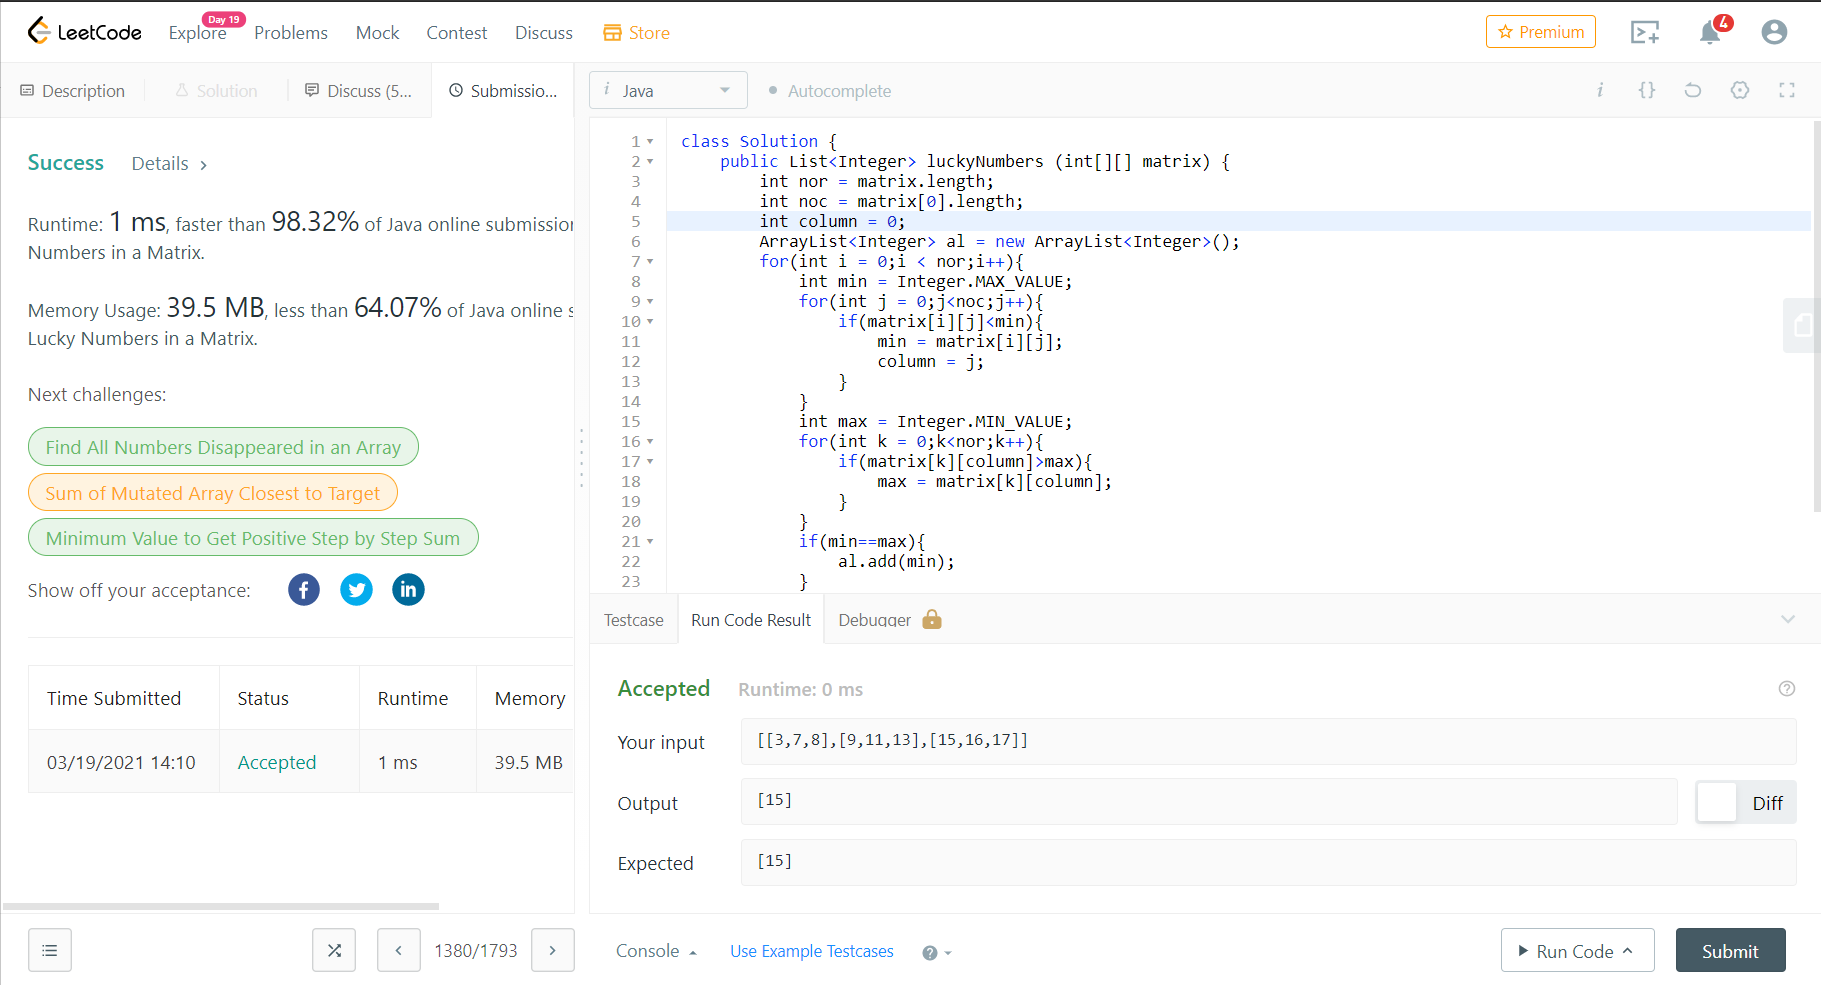 LeetCode
Explore
Day 19
Problems
Mock
Contest
Discuss
Store
Premium
4
Description
Solution
Discuss (5...
Submissio...
i Java
Autocomplete
i
{}
Success
Details >
Runtime: 1 ms, faster than 98.32% of Java online submission
Numbers in a Matrix.
Memory Usage: 39.5 MB, less than 64.07% of Java online s
Lucky Numbers in a Matrix.
Next challenges:
Find All Numbers Disappeared in an Array
Sum of Mutated Array Closest to Target
Minimum Value to Get Positive Step by Step Sum
Show off your acceptance:
Time Submitted Status Runtime Memory
03/19/2021 14:10 Accepted 1 ms 39.5 MB
1380/1793
1 class Solution {
2 public List<Integer> luckyNumbers (int[][] matrix) {
3 int nor = matrix.length;
4 int noc = matrix[0].length;
5 int column = 0;
6 ArrayList<Integer> al = new ArrayList<Integer>();
7 for(int i = 0;i < nor;i++){
8 int min = Integer.MAX_VALUE;
9 for(int j = 0;j<noc;j++){
10 if(matrix[i][j]<min){
11 min = matrix[i][j];
12 column = j;
13 }
14 }
15 int max = Integer.MIN_VALUE;
16 for(int k = 0;k<nor;k++){
17 if(matrix[k][column]>max){
18 max = matrix[k][column];
19 }
20 }
21 if(min==max){
22 al.add(min);
23 }
Testcase
Run Code Result
Debugger
Accepted Runtime: 0 ms
Your input [[3,7,8],[9,11,13],[15,16,17]]
Output [15]
Diff
Expected [15]
Console
Use Example Testcases
Run Code
Submit